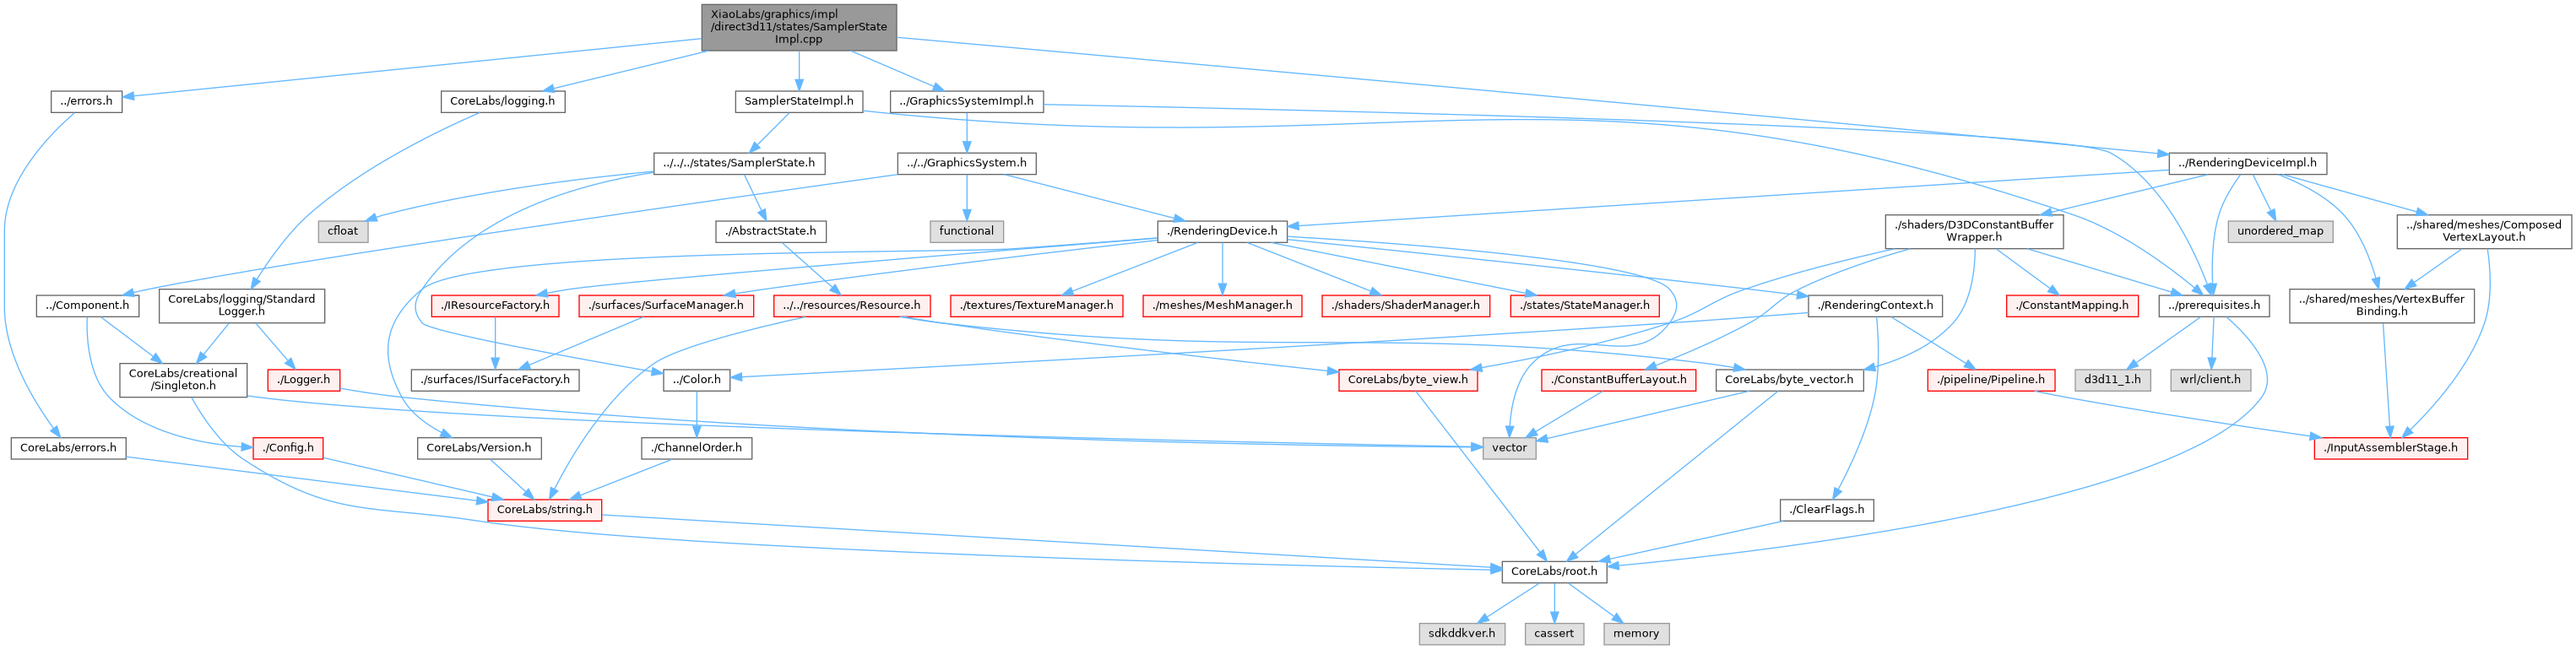 XiaoLabs/graphics/impl
/direct3d11/states/SamplerState
Impl.cpp
../errors.h
CoreLabs/logging.h
SamplerStateImpl.h
../GraphicsSystemImpl.h
../../../states/SamplerState.h
../../GraphicsSystem.h
../RenderingDeviceImpl.h
cfloat
./AbstractState.h
functional
./RenderingDevice.h
./shaders/D3DConstantBuffer
Wrapper.h
unordered_map
../shared/meshes/Composed
VertexLayout.h
../Component.h
CoreLabs/logging/Standard
Logger.h
./IResourceFactory.h
./surfaces/SurfaceManager.h
../../resources/Resource.h
./textures/TextureManager.h
./meshes/MeshManager.h
./shaders/ShaderManager.h
./states/StateManager.h
./RenderingContext.h
./ConstantMapping.h
../prerequisites.h
../shared/meshes/VertexBuffer
Binding.h
CoreLabs/creational
/Singleton.h
./Logger.h
./surfaces/ISurfaceFactory.h
../Color.h
CoreLabs/byte_view.h
./ConstantBufferLayout.h
CoreLabs/byte_vector.h
./pipeline/Pipeline.h
d3d11_1.h
wrl/client.h
CoreLabs/errors.h
./Config.h
CoreLabs/Version.h
./ChannelOrder.h
vector
./InputAssemblerStage.h
CoreLabs/string.h
./ClearFlags.h
CoreLabs/root.h
sdkddkver.h
cassert
memory